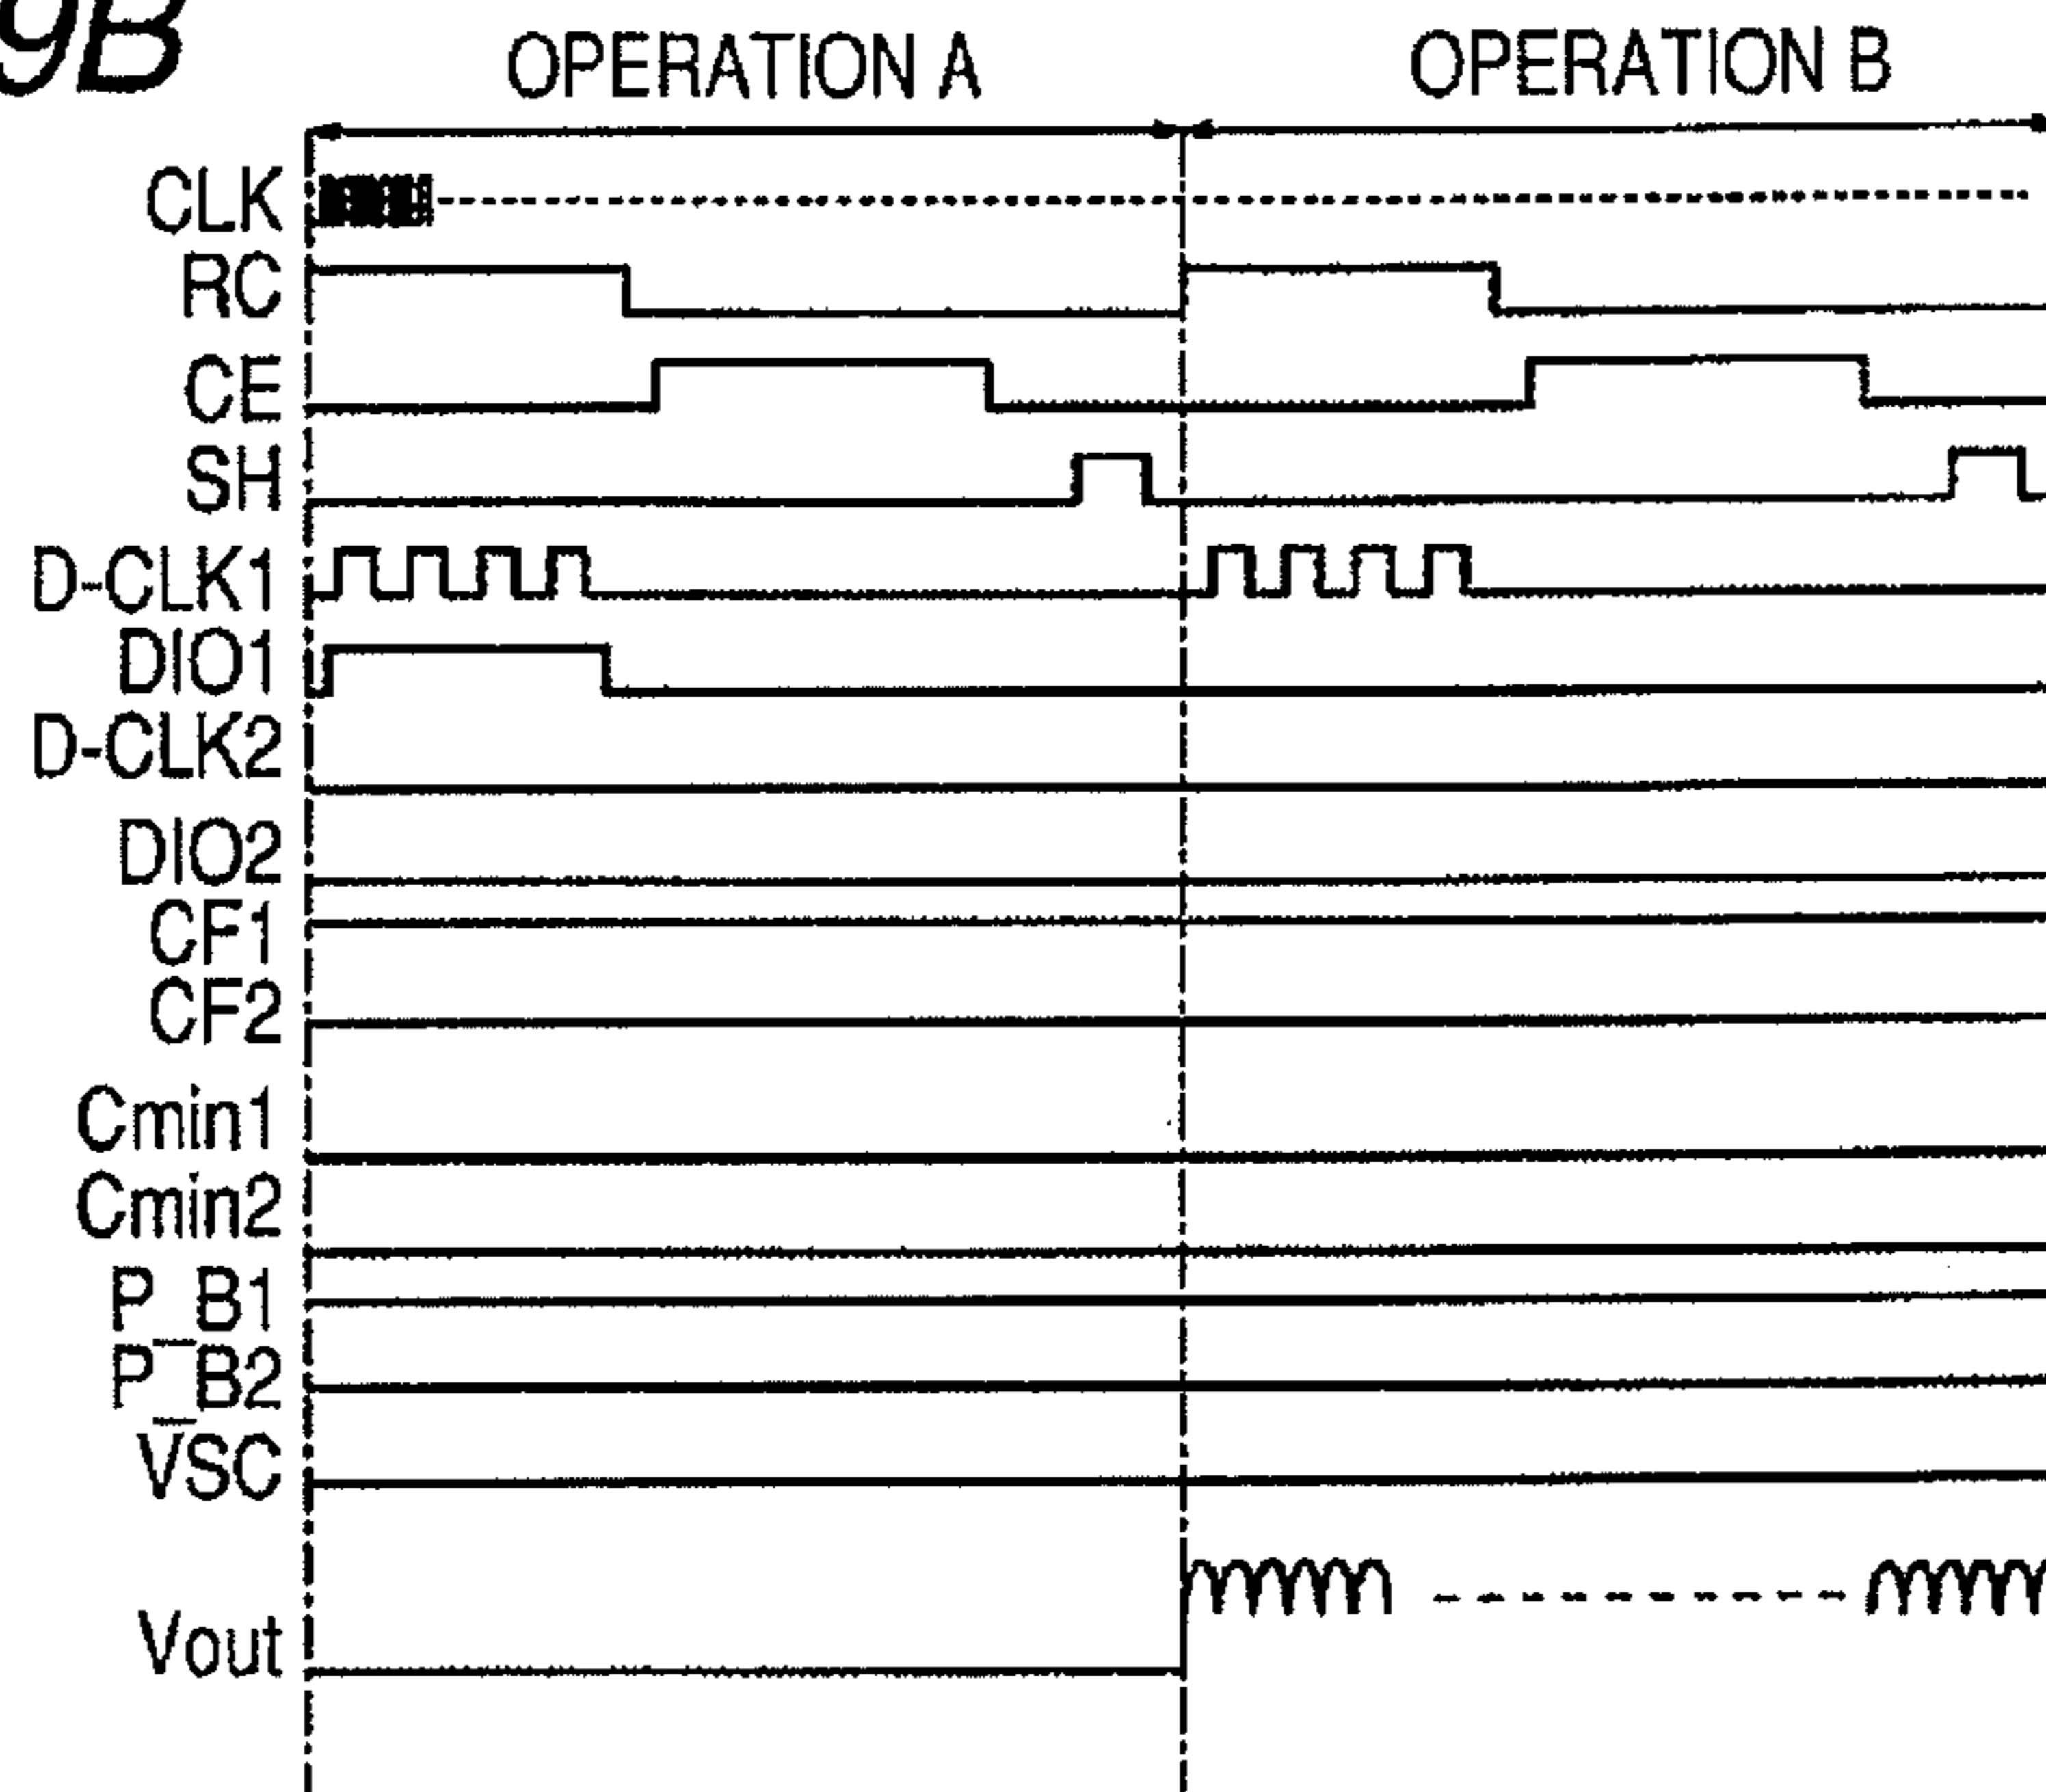 9B
OPERATION A OPERATION B
CLK
RC
CE
SH
D-CLK1
DIO1
D-CLK2
DIO2
CF1
CF2
Cmin1
Cmin2
P_B1
P_B2
VSC
Vout